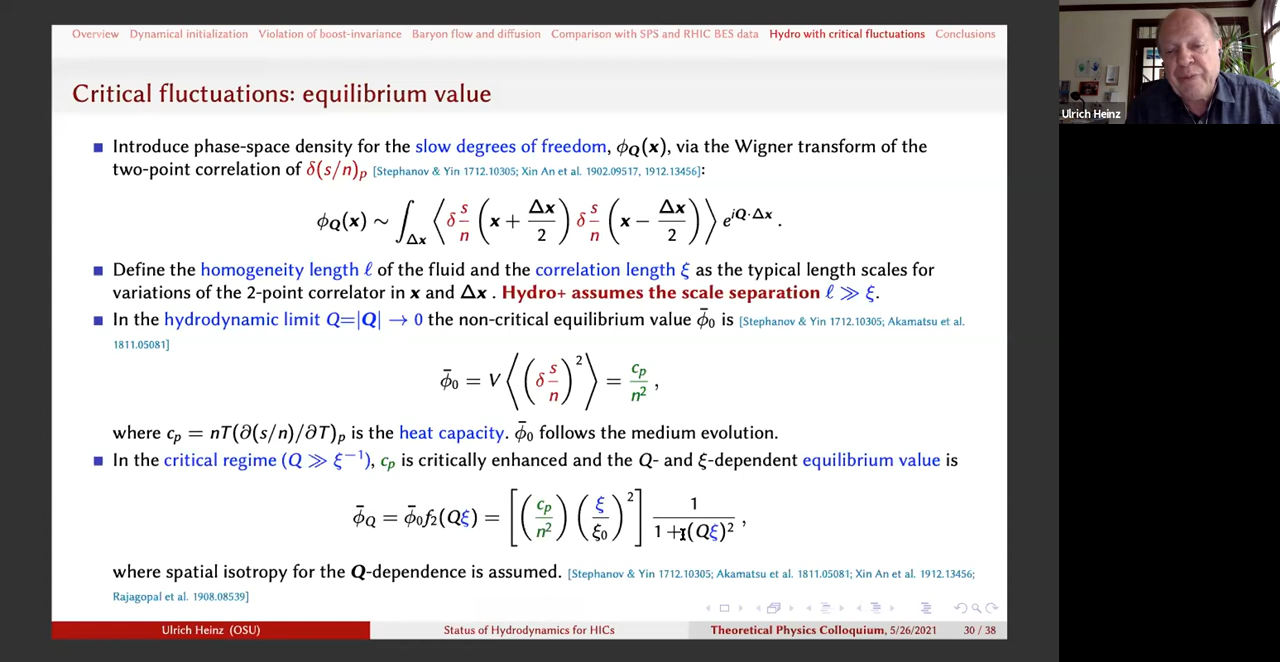 Overview Dynamical initialization Violation of boost-invariance Baryon flow and diffusion Comparison with SPS and RHIC BES data Hydro with critical fluctuations Conclusions
Critical fluctuations: equilibrium value
■ Introduce phase-space density for the slow degrees of freedom, ϕ_Q(x), via the Wigner transform of the
two-point correlation of δ(s/n)_p [Stephanov & Yin 1712.10305; Xin An et al. 1902.09517, 1912.13456]:
ϕ_Q(x) ∼ ∫_Δx ⟨ δ s/n (x + Δx/2) δ s/n (x − Δx/2) ⟩ e^{iQ·Δx} .
■ Define the homogeneity length ℓ of the fluid and the correlation length ξ as the typical length scales for
variations of the 2-point correlator in x and Δx . Hydro+ assumes the scale separation ℓ ≫ ξ.
■ In the hydrodynamic limit Q=|Q| → 0 the non-critical equilibrium value ϕ̄_0 is [Stephanov & Yin 1712.10305; Akamatsu et al.
1811.05081]
ϕ̄_0 = V ⟨ (δ s/n)^2 ⟩ = c_p/n^2 ,
where c_p = nT(∂(s/n)/∂T)_p is the heat capacity. ϕ̄_0 follows the medium evolution.
■ In the critical regime (Q ≫ ξ^{−1}), c_p is critically enhanced and the Q- and ξ-dependent equilibrium value is
ϕ̄_Q = ϕ̄_0 f_2(Qξ) = [ (c_p/n^2) (ξ/ξ_0)^2 ] 1/(1+(Qξ)^2) ,
where spatial isotropy for the Q-dependence is assumed. [Stephanov & Yin 1712.10305; Akamatsu et al. 1811.05081; Xin An et al. 1912.13456;
Rajagopal et al. 1908.08539]
Ulrich Heinz (OSU) Status of Hydrodynamics for HICs Theoretical Physics Colloquium, 5/26/2021 30 / 38
Ulrich Heinz